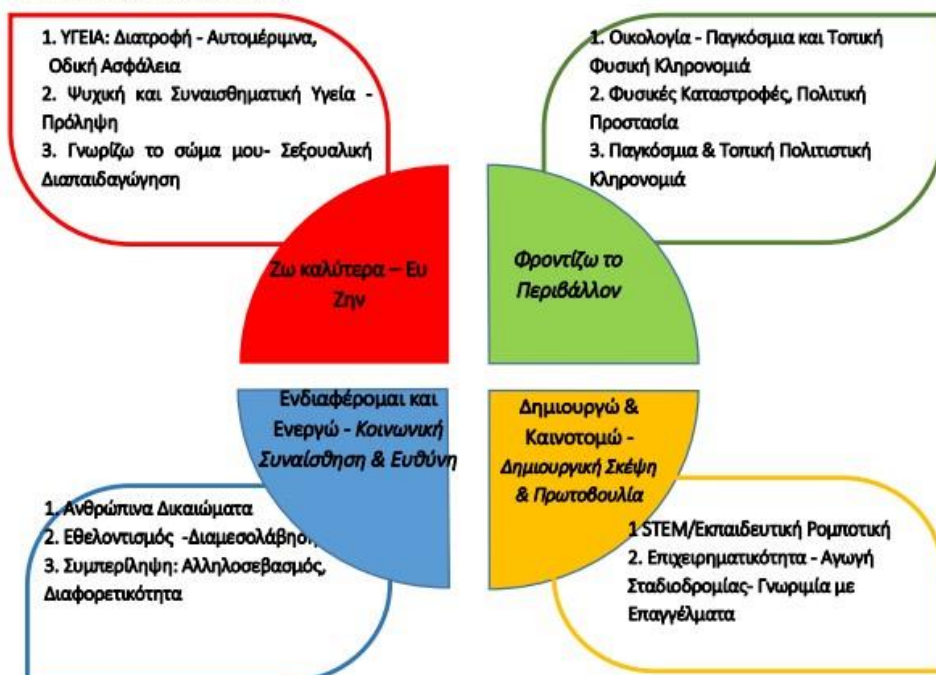 1. ΥΓΕΙΑ: Διατροφή - Αυτομέριμνα,
Οδική Ασφάλεια
2. Ψυχική και Συναισθηματική Υγεία -
Πρόληψη
3. Γνωρίζω το σώμα μου- Σεξουαλική
Διαπαιδαγώγηση
1. Οικολογία - Παγκόσμια και Τοπική
Φυσική Κληρονομιά
2. Φυσικές Καταστροφές, Πολιτική
Προστασία
3. Παγκόσμια & Τοπική Πολιτιστική
Κληρονομιά
Ζω καλύτερα – Ευ
Ζην
Φροντίζω το
Περιβάλλον
Ενδιαφέρομαι και
Ενεργώ - Κοινωνική
Συναίσθηση & Ευθύνη
Δημιουργώ &
Καινοτομώ -
Δημιουργική Σκέψη
& Πρωτοβουλία
1. Ανθρώπινα Δικαιώματα
2. Εθελοντισμός -Διαμεσολάβηση
3. Συμπερίληψη: Αλληλοσεβασμός,
Διαφορετικότητα
1 STEM/Εκπαιδευτική Ρομποτική
2. Επιχειρηματικότητα - Αγωγή
Σταδιοδρομίας- Γνωριμία με
Επαγγέλματα